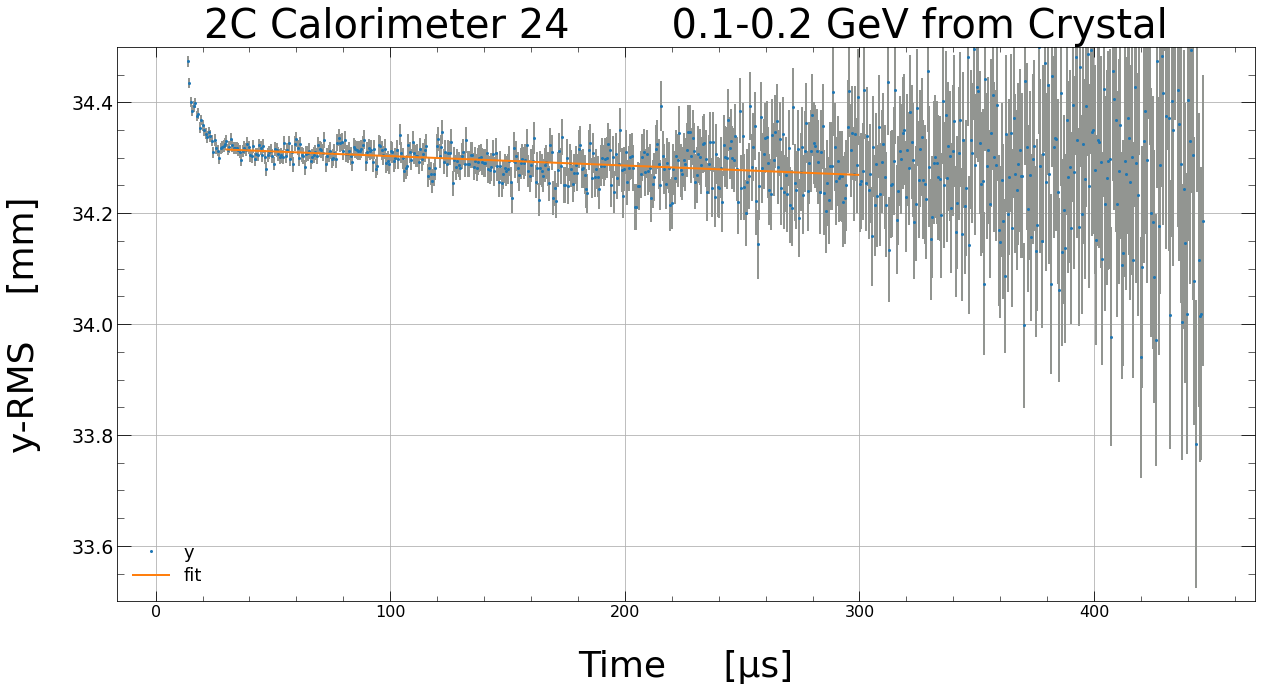 2C Calorimeter 24 0.1-0.2 GeV from Crystal
y-RMS [mm]
34.4
34.2
34.0
33.8
33.6
y
fit
0 100 200 300 400
Time [μs]